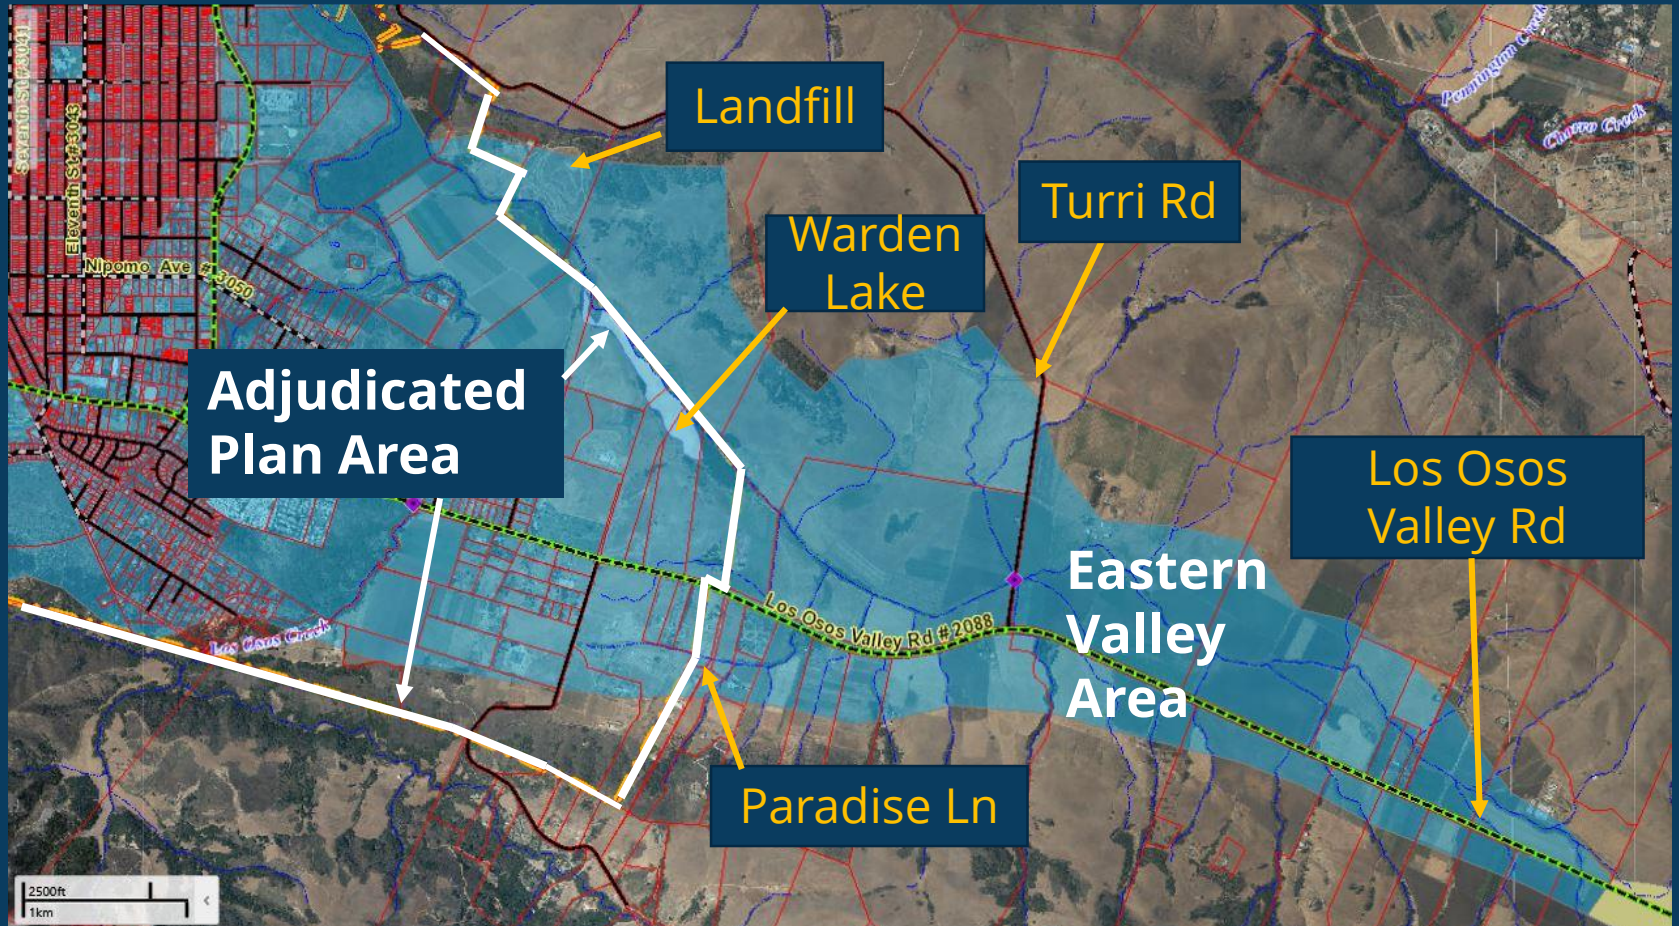 Seventh St # 3041
Eleventh St # 3043
Nipomo Ave # 3050
Pennington Creek
Chorro Creek
Landfill
Turri Rd
Warden
Lake
Adjudicated
Plan Area
Los Osos
Valley Rd
Eastern
Valley
Area
Los Osos Valley Rd # 2088
Los Osos Creek
Paradise Ln
2500ft
1km